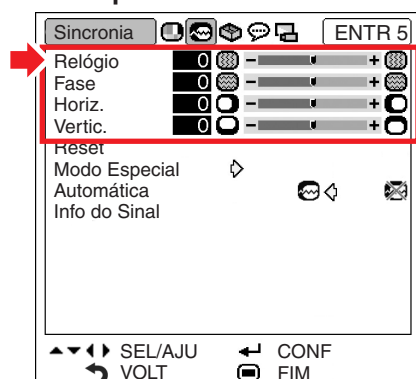 Sincronia ENTR 5
Relógio 0 - +
Fase 0 - +
Horiz. 0 - +
Vertic. 0 - +
Reset
Modo Especial
Automática
Info do Sinal
SEL/AJU CONF
VOLT FIM